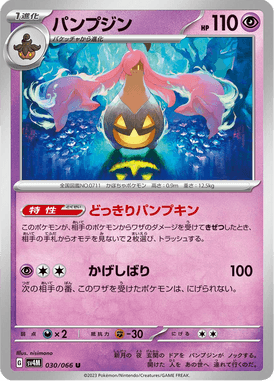 1進化
パンプジン
HP 110
バケッチャから進化
全国図鑑NO.0711 かぼちゃポケモン 高さ:0.9m 重さ:12.5kg
特性 どっきりパンプキン
このポケモンが、相手のポケモンからワザのダメージを受けてきぜつしたとき、
相手の手札からオモテを見ないで2枚選び、トラッシュする。
かげしばり 100
次の相手の番、このワザを受けたポケモンは、にげられない。
弱点 ×2 抵抗力 -30 にげる
Illus. nisimono
G SV4M 030/066 U
新月の 夜 玄関の ドアを パンプジンが ノックする。
開けた 人を あの世へ 連れて 行くのだ。
©2023 Pokémon/Nintendo/Creatures/GAME FREAK.